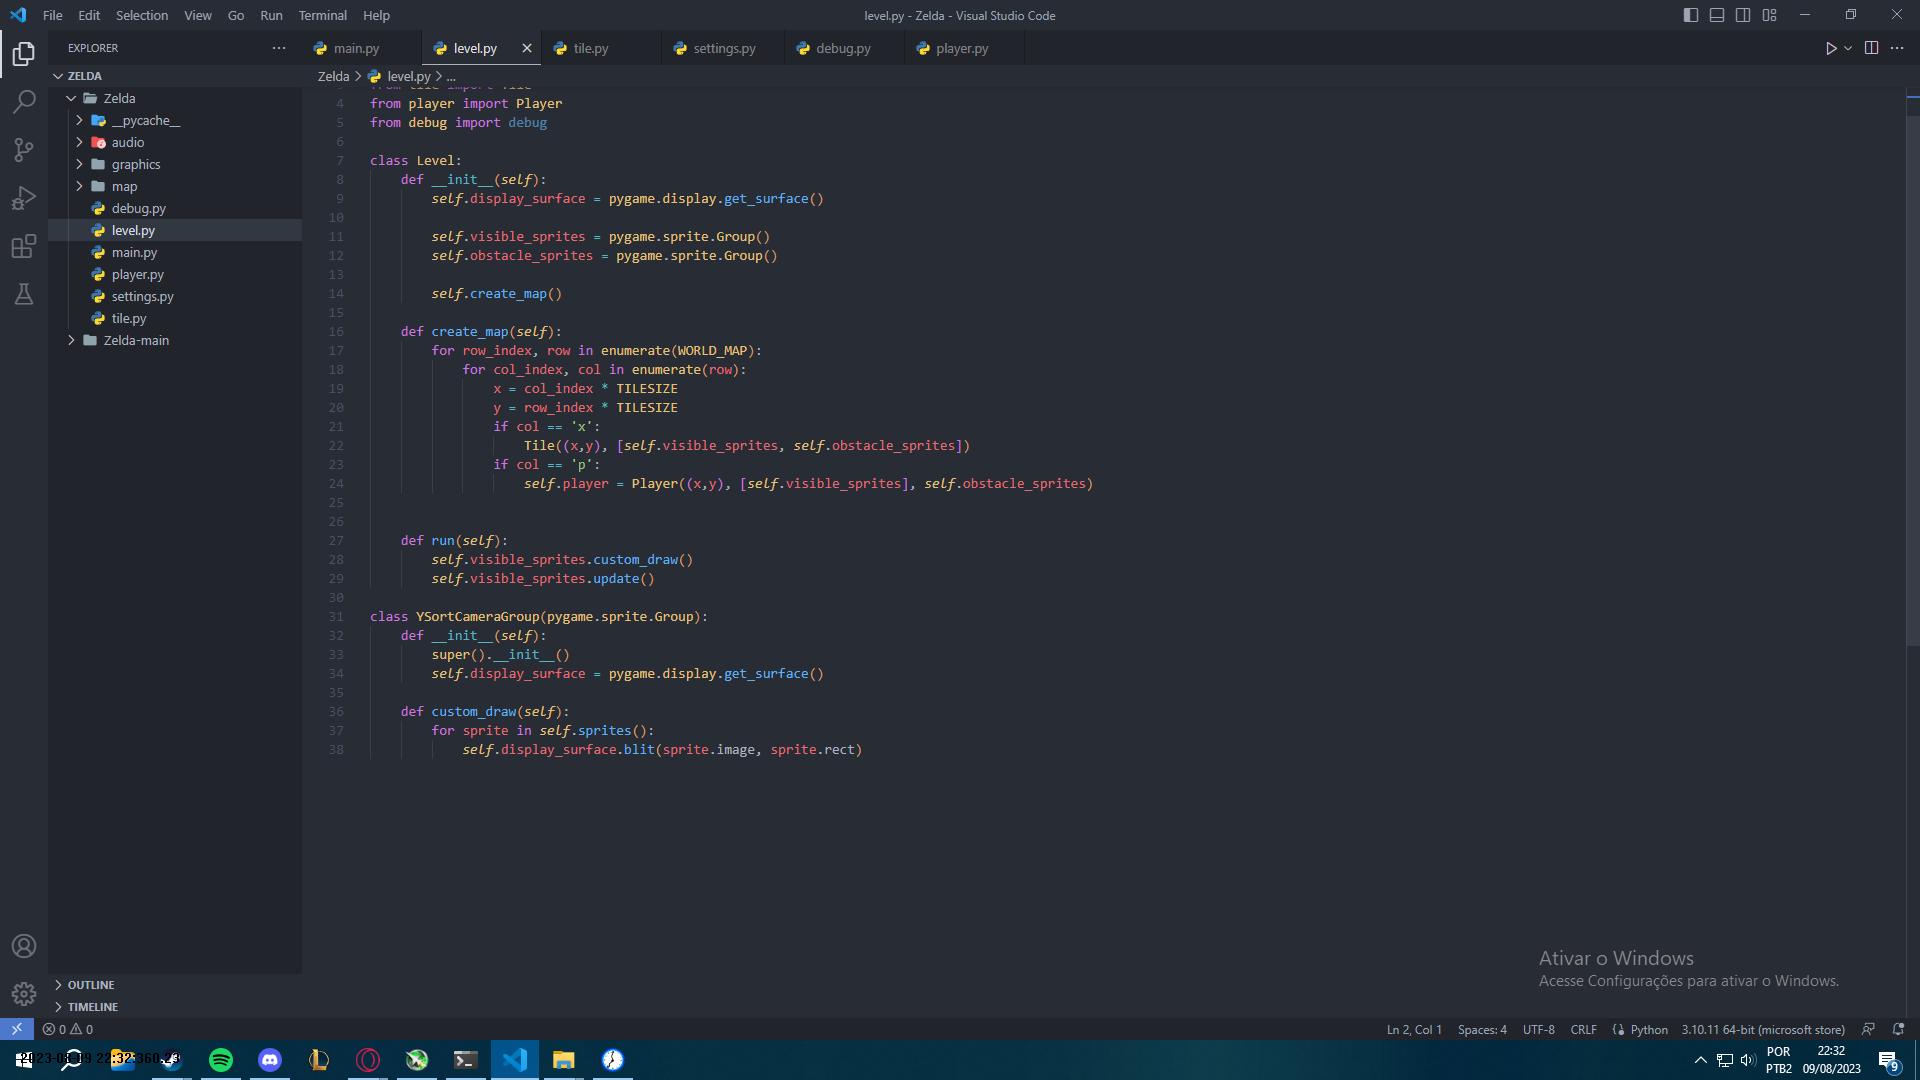 File Edit Selection View Go Run Terminal Help
level.py - Zelda - Visual Studio Code
EXPLORER
main.py level.py tile.py settings.py debug.py player.py
ZELDA
Zelda
__pycache__
audio
graphics
map
debug.py
level.py
main.py
player.py
settings.py
tile.py
Zelda-main
OUTLINE
TIMELINE
Zelda > level.py > ...
from tile import Tile
4 from player import Player
5 from debug import debug
6
7 class Level:
8 def __init__(self):
9 self.display_surface = pygame.display.get_surface()
10
11 self.visible_sprites = pygame.sprite.Group()
12 self.obstacle_sprites = pygame.sprite.Group()
13
14 self.create_map()
15
16 def create_map(self):
17 for row_index, row in enumerate(WORLD_MAP):
18 for col_index, col in enumerate(row):
19 x = col_index * TILESIZE
20 y = row_index * TILESIZE
21 if col == 'x':
22 Tile((x,y), [self.visible_sprites, self.obstacle_sprites])
23 if col == 'p':
24 self.player = Player((x,y), [self.visible_sprites], self.obstacle_sprites)
25
26
27 def run(self):
28 self.visible_sprites.custom_draw()
29 self.visible_sprites.update()
30
31 class YSortCameraGroup(pygame.sprite.Group):
32 def __init__(self):
33 super().__init__()
34 self.display_surface = pygame.display.get_surface()
35
36 def custom_draw(self):
37 for sprite in self.sprites():
38 self.display_surface.blit(sprite.image, sprite.rect)
Ativar o Windows
Acesse Configurações para ativar o Windows.
0 0
Ln 2, Col 1 Spaces: 4 UTF-8 CRLF Python 3.10.11 64-bit (microsoft store)
2023-08-09 22:32:360.23
POR
PTB2
22:32
09/08/2023
9